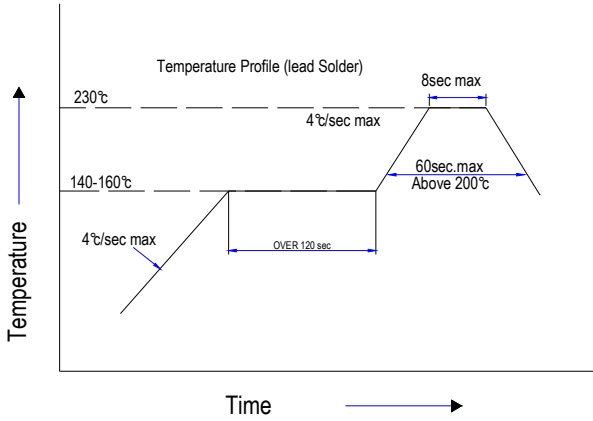 Temperature Profile (lead Solder)
8sec max
230℃
4℃/sec max
140-160℃
60sec.max
Above 200℃
4℃/sec max
OVER 120 sec
Temperature
Time